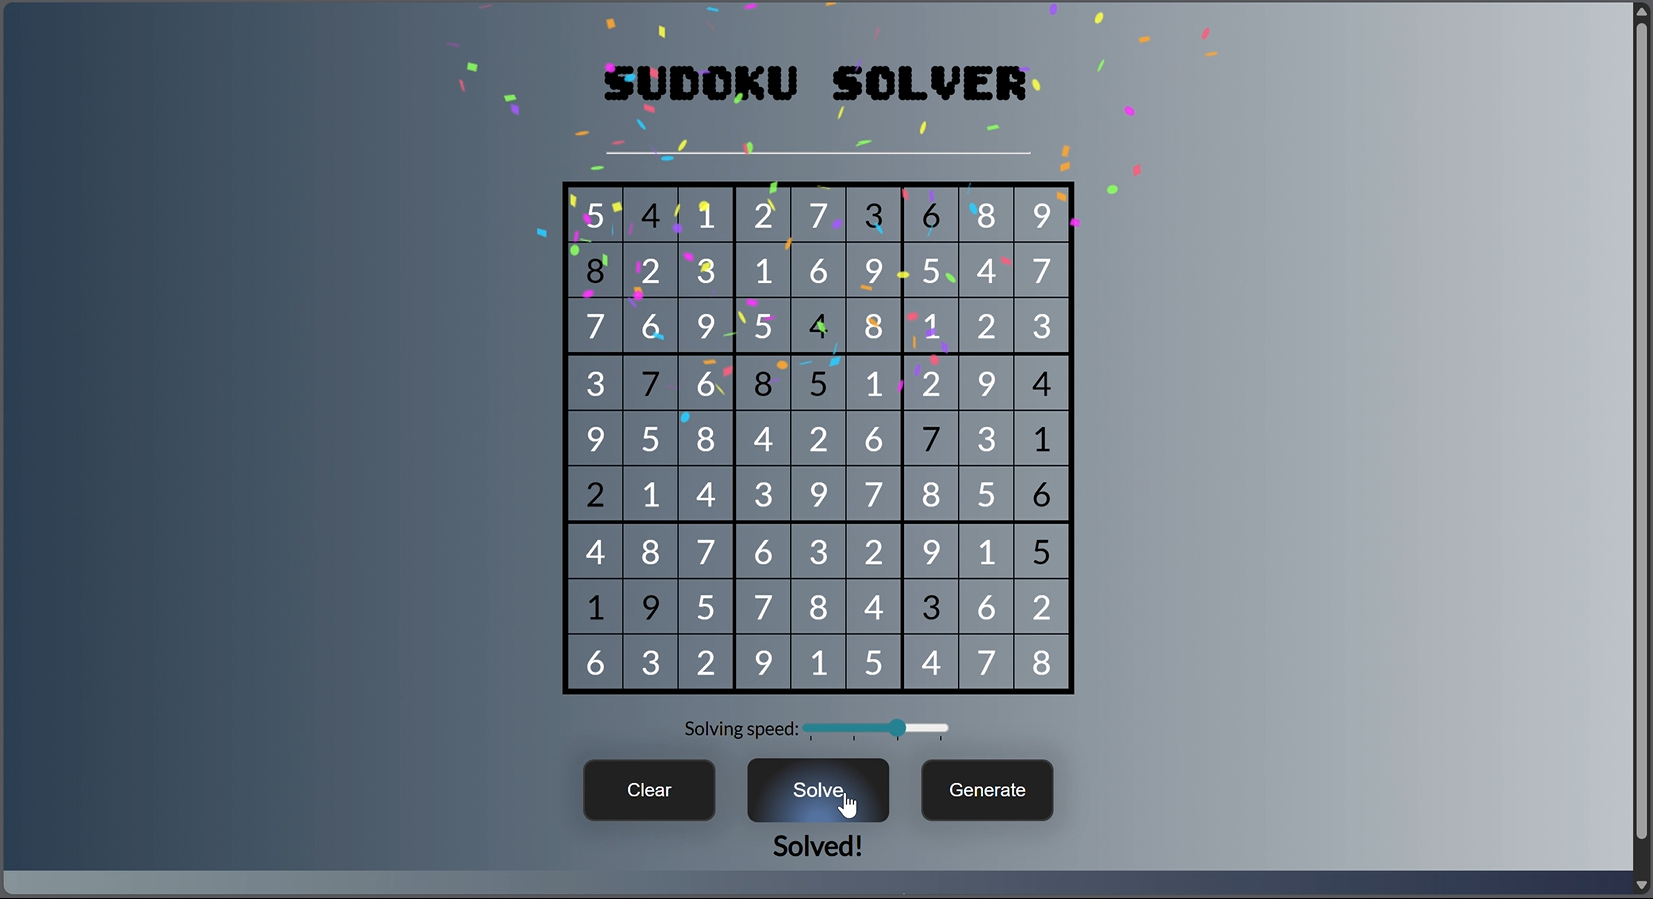 SUDOKU SOLVER
5 4 1 2 7 3 6 8 9
8 2 3 1 6 9 5 4 7
7 6 9 5 4 8 1 2 3
3 7 6 8 5 1 2 9 4
9 5 8 4 2 6 7 3 1
2 1 4 3 9 7 8 5 6
4 8 7 6 3 2 9 1 5
1 9 5 7 8 4 3 6 2
6 3 2 9 1 5 4 7 8
Solving speed:
Clear Solve Generate
Solved!